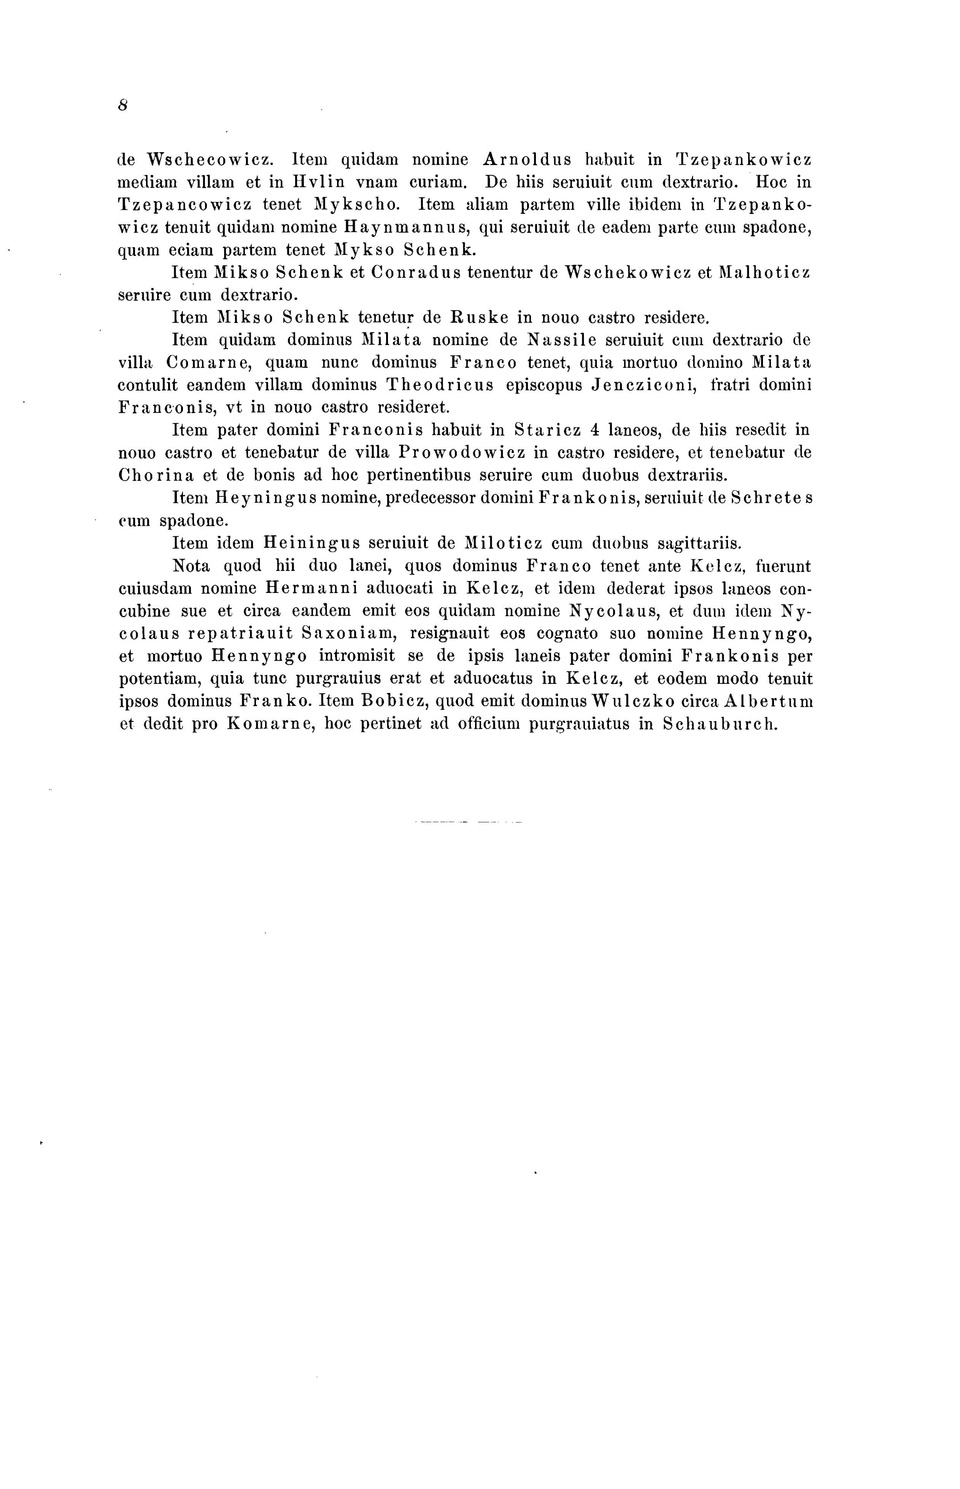 8
de Wschecowicz. Item quidam nomine Arnoldus habuit in Tzepankowicz
mediam villam et in Hvlin vnam curiam. De hiis seruiuit cum dextrario. Hoc in
Tzepancowicz tenet Mykscho. Item aliam partem ville ibidem in Tzepanko-
wicz tenuit quidam nomine Haynmannus, qui seruiuit de eadem parte cum spadone,
quam eciam partem tenet Mykso Schenk.
Item Mikso Schenk et Conradus tenentur de Wschekowicz et Malhoticz
seruire cum dextrario.
Item Mikso Schenk tenetur de Ruske in nouo castro residere.
Item quidam dominus Milata nomine de Nassile seruiuit cum dextrario de
villa Comarne, quam nunc dominus Franco tenet, quia mortuo domino Milata
contulit eandem villam dominus Theodricus episcopus Jencziconi, fratri domini
Franconis, vt in nouo castro resideret.
Item pater domini Franconis habuit in Staricz 4 laneos, de hiis resedit in
nouo castro et tenebatur de villa Prowodowicz in castro residere, et tenebatur de
Chorina et de bonis ad hoc pertinentibus seruire cum duobus dextrariis.
Item Heyningus nomine, predecessor domini Frankonis, seruiuit de Schretes
cum spadone.
Item idem Heiningus seruiuit de Miloticz cum duobus sagittariis.
Nota quod hii duo lanei, quos dominus Franco tenet ante Kelcz, fuerunt
cuiusdam nomine Hermanni aduocati in Kelcz, et idem dederat ipsos laneos con-
cubine sue et circa eandem emit eos quidam nomine Nycolaus, et dum idem Ny-
colaus repatriauit Saxoniam, resignauit eos cognato suo nomine Hennyngo,
et mortuo Hennyngo intromisit se de ipsis laneis pater domini Frankonis per
potentiam, quia tunc purgrauius erat et aduocatus in Kelcz, et eodem modo tenuit
ipsos dominus Franko. Item Bobicz, quod emit dominus Wulczko circa Albertum
et dedit pro Komarne, hoc pertinet ad officium purgrauiatus in Schauburch.